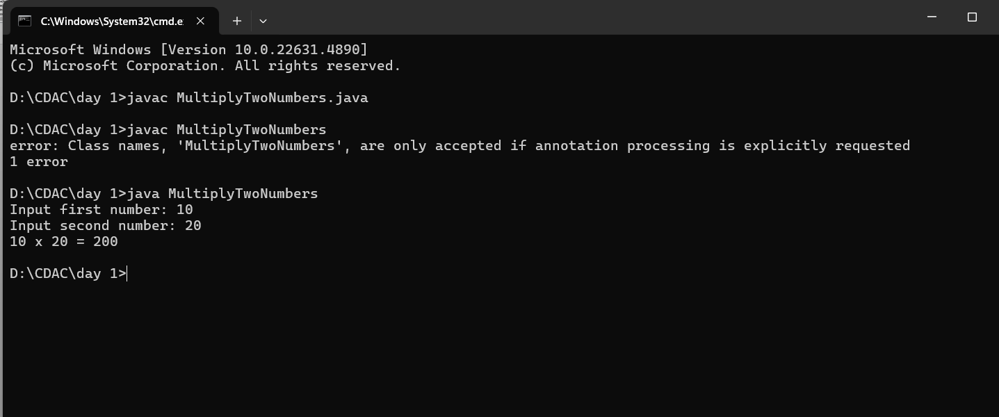 C:\Windows\System32\cmd.e
Microsoft Windows [Version 10.0.22631.4890]
(c) Microsoft Corporation. All rights reserved.
D:\CDAC\day 1>javac MultiplyTwoNumbers.java
D:\CDAC\day 1>javac MultiplyTwoNumbers
error: Class names, 'MultiplyTwoNumbers', are only accepted if annotation processing is explicitly requested
1 error
D:\CDAC\day 1>java MultiplyTwoNumbers
Input first number: 10
Input second number: 20
10 x 20 = 200
D:\CDAC\day 1>